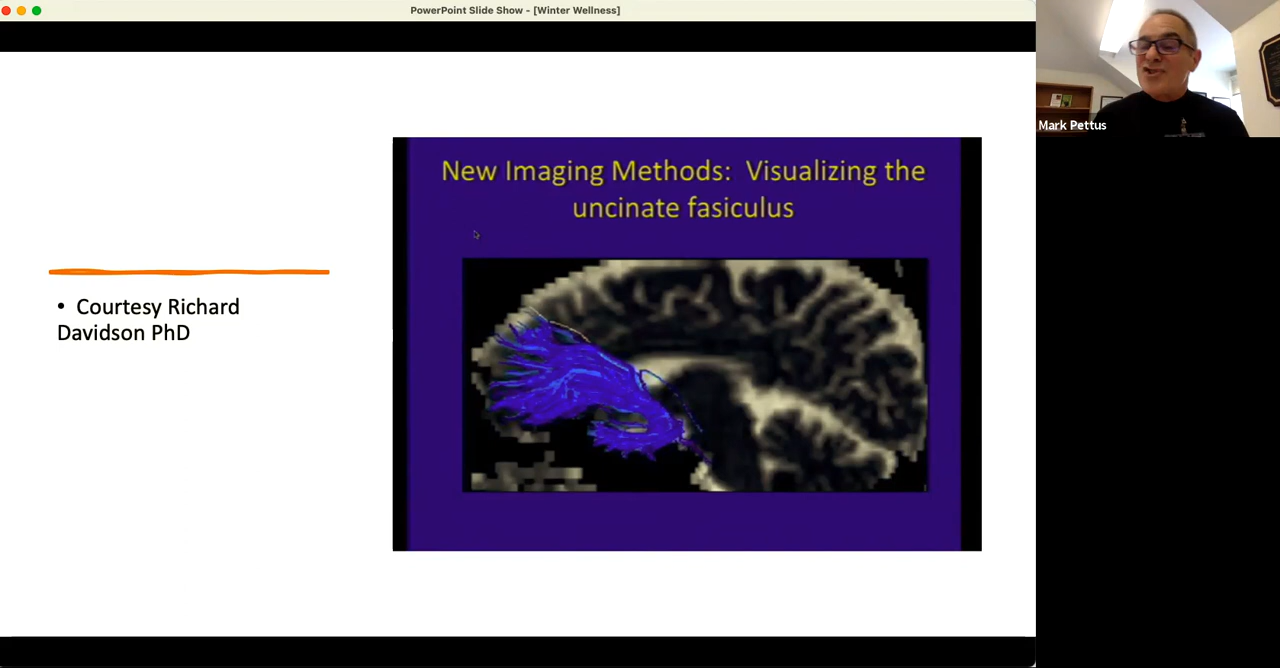 PowerPoint Slide Show - [Winter Wellness]
New Imaging Methods: Visualizing the
uncinate fasiculus
• Courtesy Richard
Davidson PhD
Mark Pettus